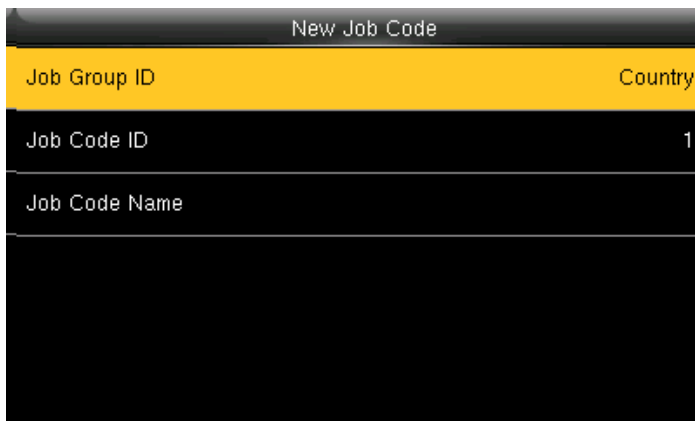 New Job Code
Job Group ID Country
Job Code ID 1
Job Code Name